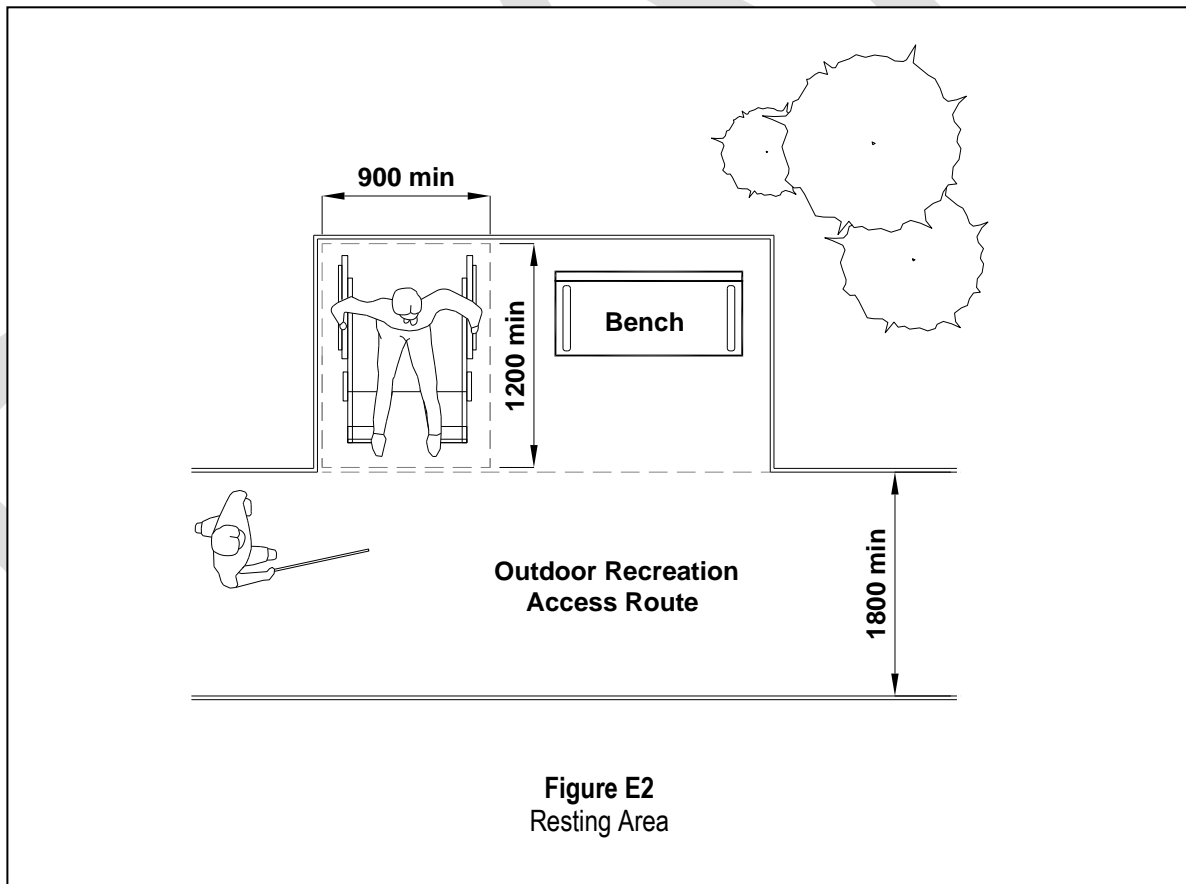 900 min
1200 min
Bench
Outdoor Recreation
Access Route
1800 min
Figure E2
Resting Area